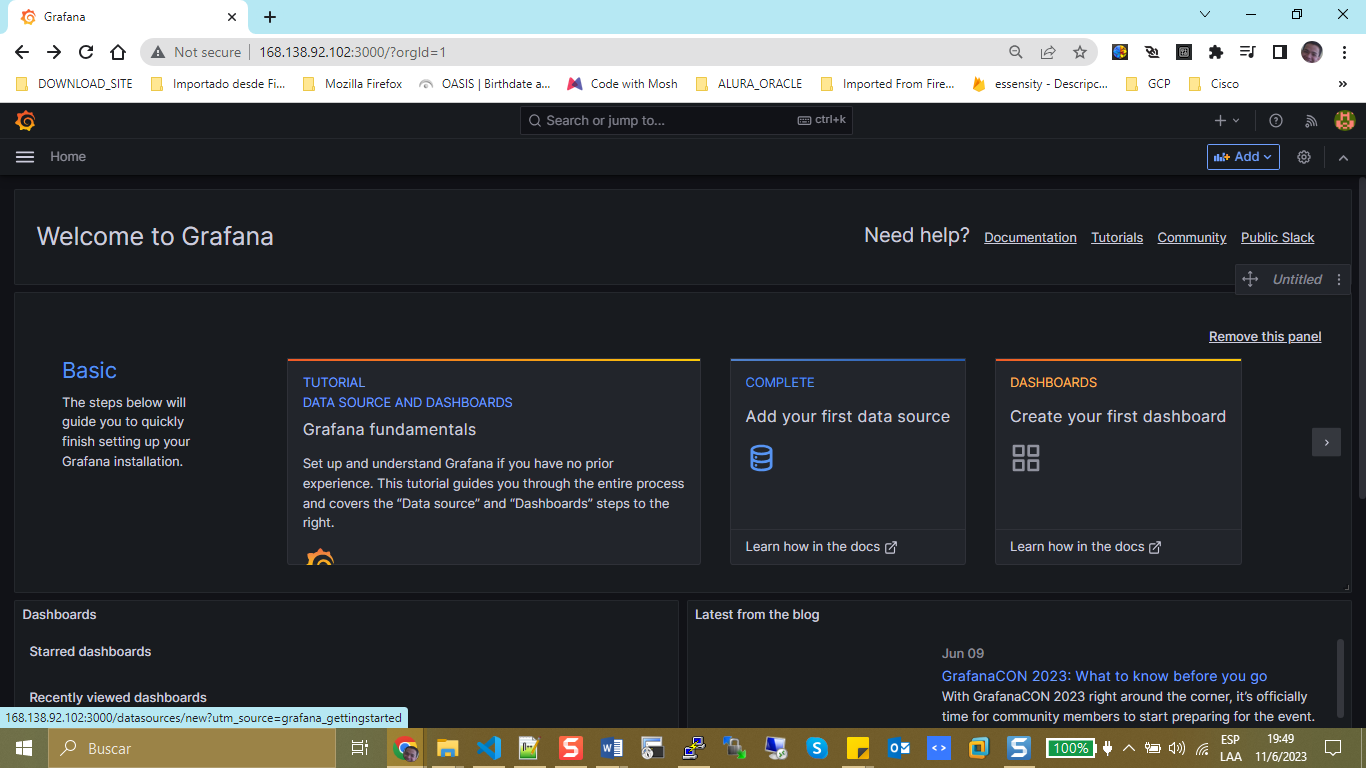 Grafana
Not secure
168.138.92.102:3000/?orgId=1
DOWNLOAD_SITE
Importado desde Fi...
Mozilla Firefox
OASIS | Birthdate a...
Code with Mosh
ALURA_ORACLE
Imported From Fire...
essensity - Descripc...
GCP
Cisco
»
Search or jump to...
ctrl+k
Home
Add
Welcome to Grafana
Need help?
Documentation
Tutorials
Community
Public Slack
Untitled
Remove this panel
Basic
The steps below will
guide you to quickly
finish setting up your
Grafana installation.
TUTORIAL
DATA SOURCE AND DASHBOARDS
Grafana fundamentals
Set up and understand Grafana if you have no prior
experience. This tutorial guides you through the entire process
and covers the “Data source” and “Dashboards” steps to the
right.
COMPLETE
Add your first data source
Learn how in the docs
DASHBOARDS
Create your first dashboard
Learn how in the docs
Dashboards
Starred dashboards
Recently viewed dashboards
Latest from the blog
Jun 09
GrafanaCON 2023: What to know before you go
With GrafanaCON 2023 right around the corner, it’s officially
time for community members to start preparing for the event.
168.138.92.102:3000/datasources/new?utm_source=grafana_gettingstarted
Buscar
100%
ESP
LAA
19:49
11/6/2023